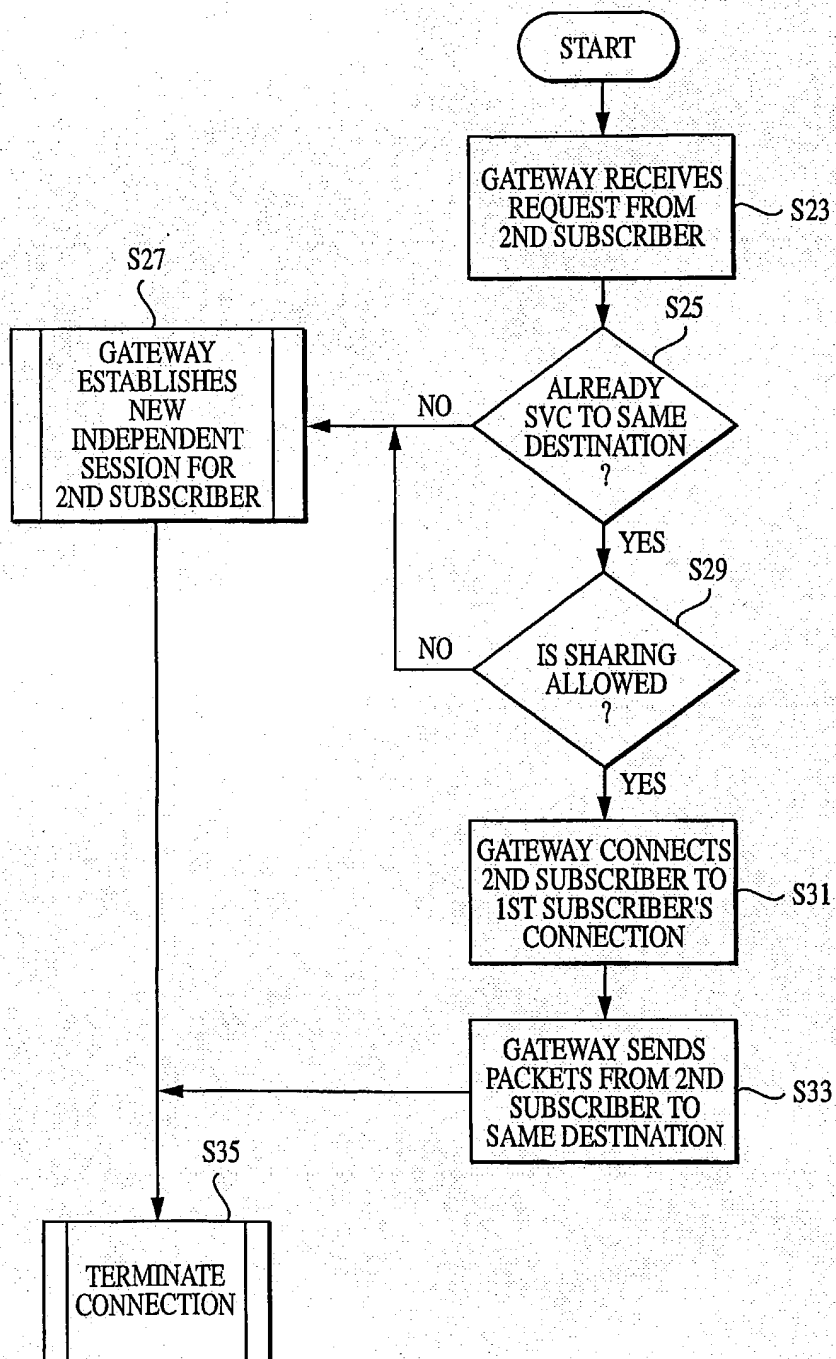 START
GATEWAY RECEIVES
REQUEST FROM
2ND SUBSCRIBER
S23
S27
S25
GATEWAY
ESTABLISHES
NEW
INDEPENDENT
SESSION FOR
2ND SUBSCRIBER
NO
ALREADY
SVC TO SAME
DESTINATION
?
YES
S29
NO
IS SHARING
ALLOWED
?
YES
GATEWAY CONNECTS
2ND SUBSCRIBER TO
1ST SUBSCRIBER'S
CONNECTION
S31
GATEWAY SENDS
PACKETS FROM 2ND
SUBSCRIBER TO
SAME DESTINATION
S33
S35
TERMINATE
CONNECTION